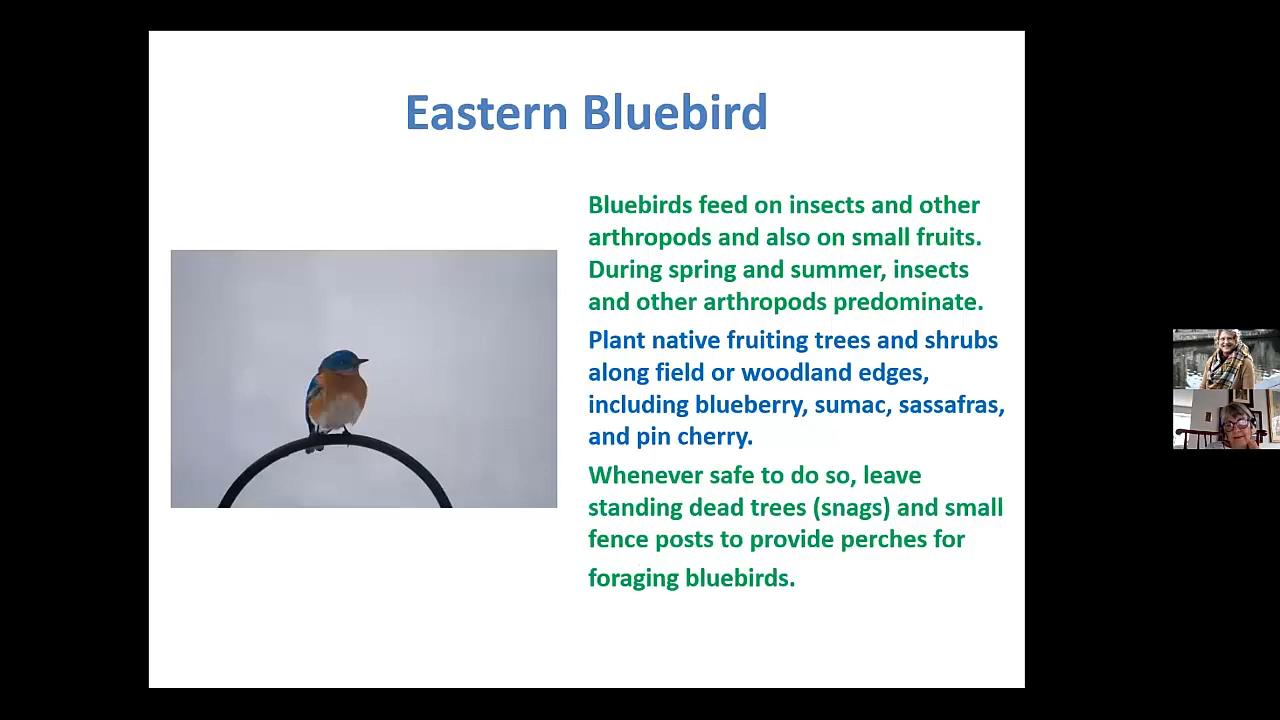 Eastern Bluebird
Bluebirds feed on insects and other
arthropods and also on small fruits.
During spring and summer, insects
and other arthropods predominate.
Plant native fruiting trees and shrubs
along field or woodland edges,
including blueberry, sumac, sassafras,
and pin cherry.
Whenever safe to do so, leave
standing dead trees (snags) and small
fence posts to provide perches for
foraging bluebirds.